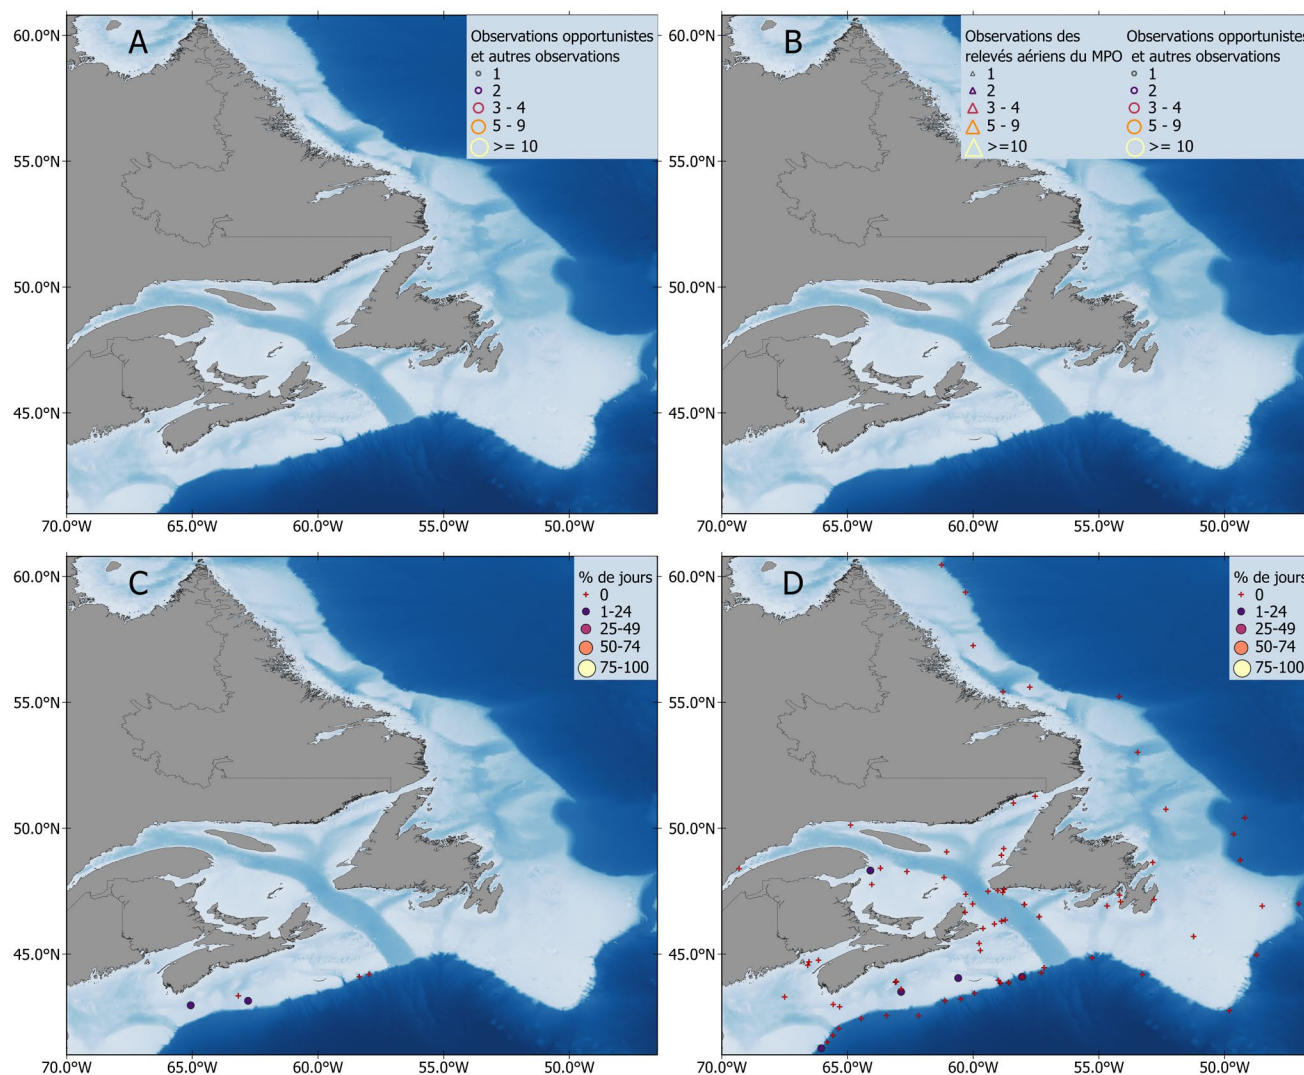 A
Observations opportunistes
et autres observations
1
2
3 - 4
5 - 9
>= 10
60.0°N
55.0°N
50.0°N
45.0°N
70.0°W 65.0°W 60.0°W 55.0°W 50.0°W
B
Observations des
relevés aériens du MPO
1
2
3 - 4
5 - 9
>=10
Observations opportunistes
et autres observations
1
2
3 - 4
5 - 9
>= 10
60.0°N
55.0°N
50.0°N
45.0°N
70.0°W 65.0°W 60.0°W 55.0°W 50.0°W
C
% de jours
0
1-24
25-49
50-74
75-100
60.0°N
55.0°N
50.0°N
45.0°N
70.0°W 65.0°W 60.0°W 55.0°W 50.0°W
D
% de jours
0
1-24
25-49
50-74
75-100
60.0°N
55.0°N
50.0°N
45.0°N
70.0°W 65.0°W 60.0°W 55.0°W 50.0°W